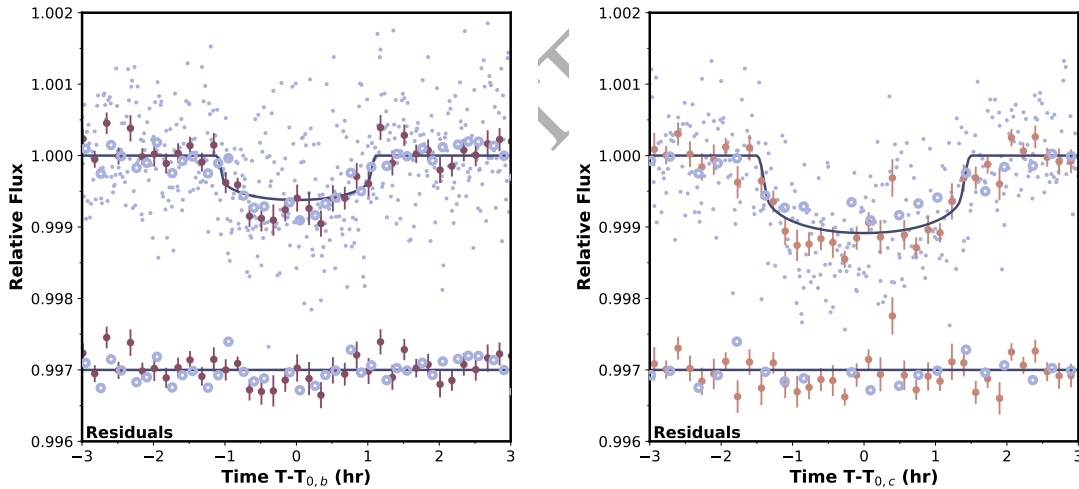 1.002
1.001
1.000
0.999
0.998
0.997
0.996
Relative Flux
Residuals
−3 −2 −1 0 1 2 3
Time T-T0,b (hr)
1.002
1.001
1.000
0.999
0.998
0.997
0.996
Relative Flux
Residuals
−3 −2 −1 0 1 2 3
Time T-T0,c (hr)